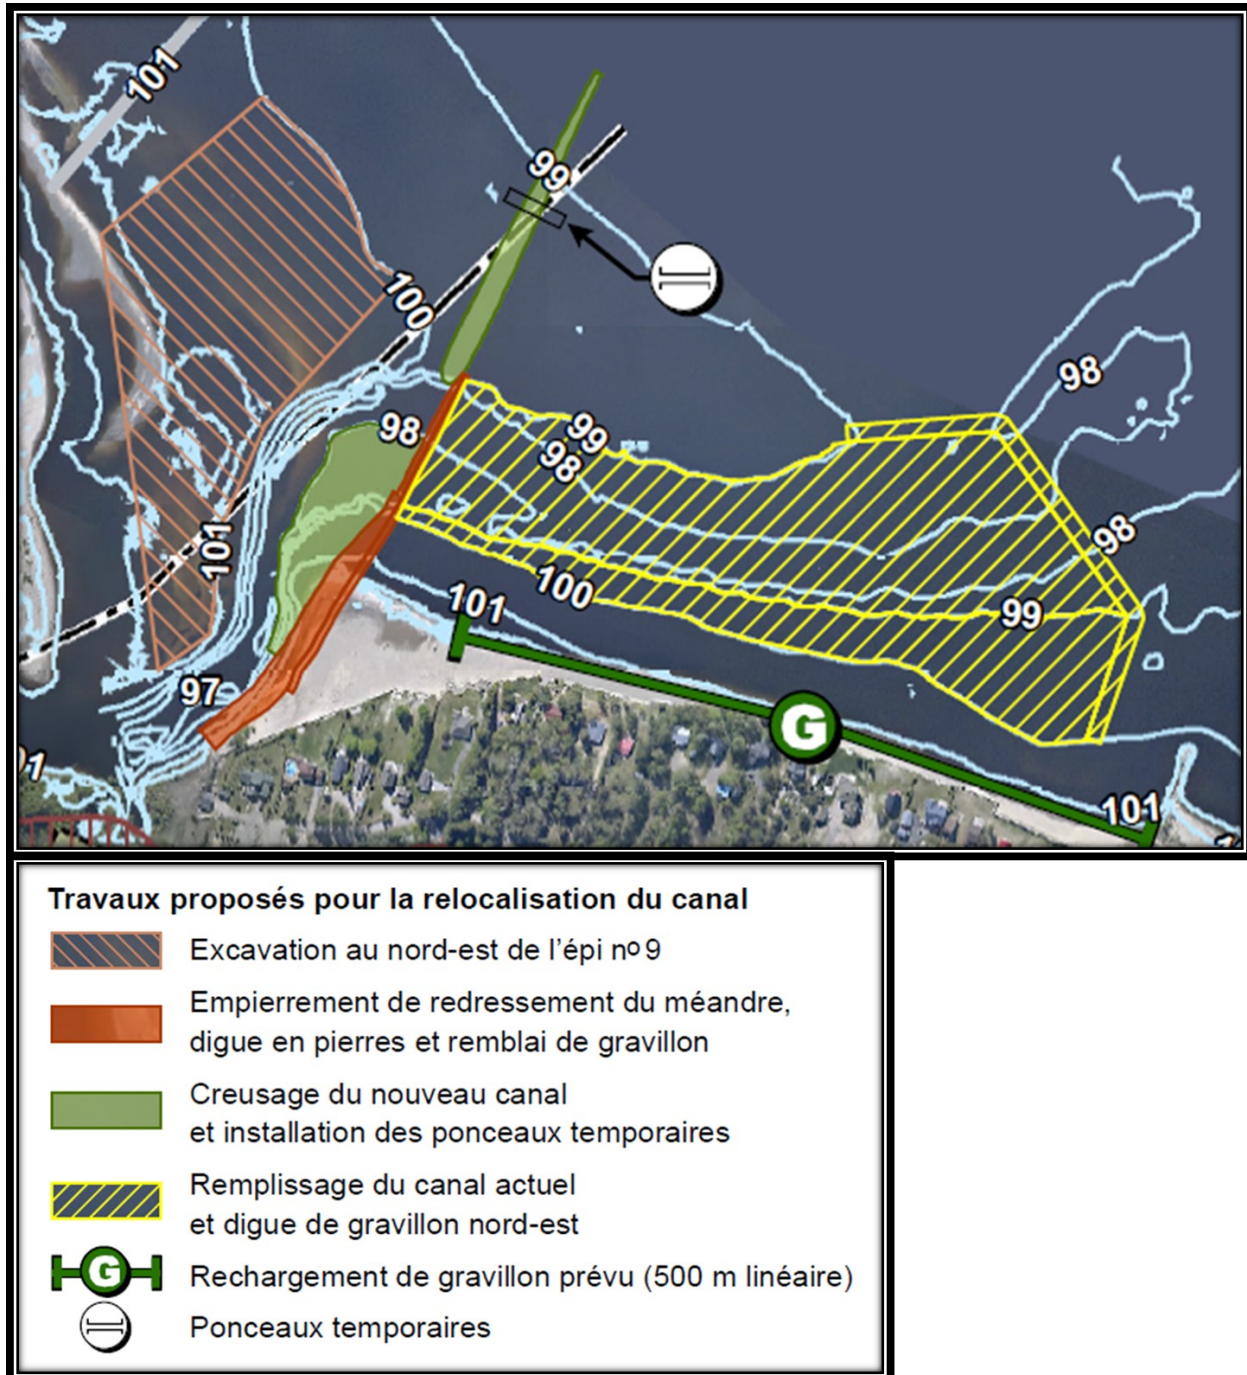 101
99
100
98
98
99
98
98
101
101
100
99
97
G
101
Travaux proposés pour la relocalisation du canal
Excavation au nord-est de l'épi nº 9
Empierrement de redressement du méandre,
digue en pierres et remblai de gravillon
Creusage du nouveau canal
et installation des ponceaux temporaires
Remplissage du canal actuel
et digue de gravillon nord-est
G
Rechargement de gravillon prévu (500 m linéaire)
Ponceaux temporaires